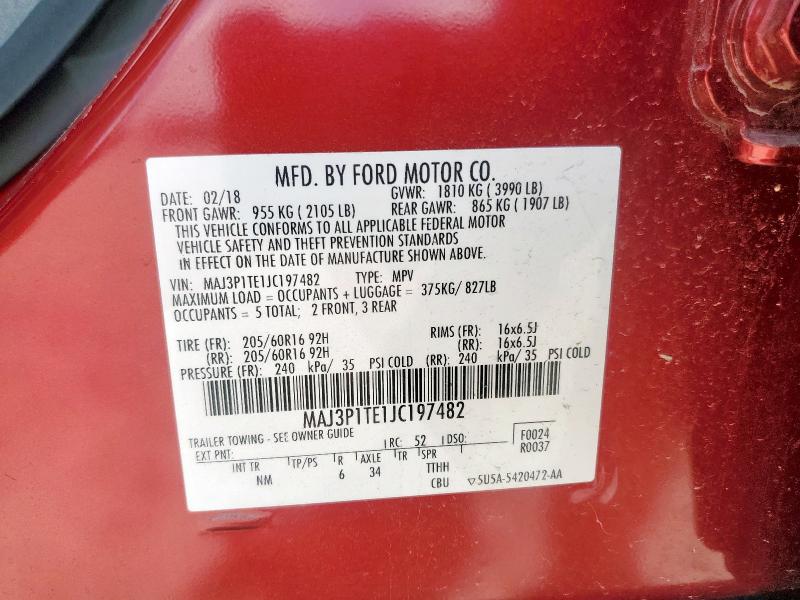 MFD. BY FORD MOTOR CO.
DATE: 02/18 GVWR: 1810 KG ( 3990 LB)
FRONT GAWR: 955 KG ( 2105 LB) REAR GAWR: 865 KG ( 1907 LB)
THIS VEHICLE CONFORMS TO ALL APPLICABLE FEDERAL MOTOR
VEHICLE SAFETY AND THEFT PREVENTION STANDARDS
IN EFFECT ON THE DATE OF MANUFACTURE SHOWN ABOVE.
VIN: MAJ3P1TE1JC197482 TYPE: MPV
MAXIMUM LOAD = OCCUPANTS + LUGGAGE = 375KG/ 827LB
OCCUPANTS = 5 TOTAL; 2 FRONT, 3 REAR
TIRE (FR): 205/60R16 92H RIMS (FR): 16x6.5J
(RR): 205/60R16 92H (RR): 16x6.5J
PRESSURE (FR): 240 kPa/ 35 PSI COLD (RR): 240 kPa/ 35 PSI COLD
MAJ3P1TE1JC197482
TRAILER TOWING - SEE OWNER GUIDE F0024
EXT PNT: RC: 52 DSO: R0037
INT TR TP/PS R AXLE TR SPR TTHH
NM 6 34 CBU ▽5U5A-5420472-AA